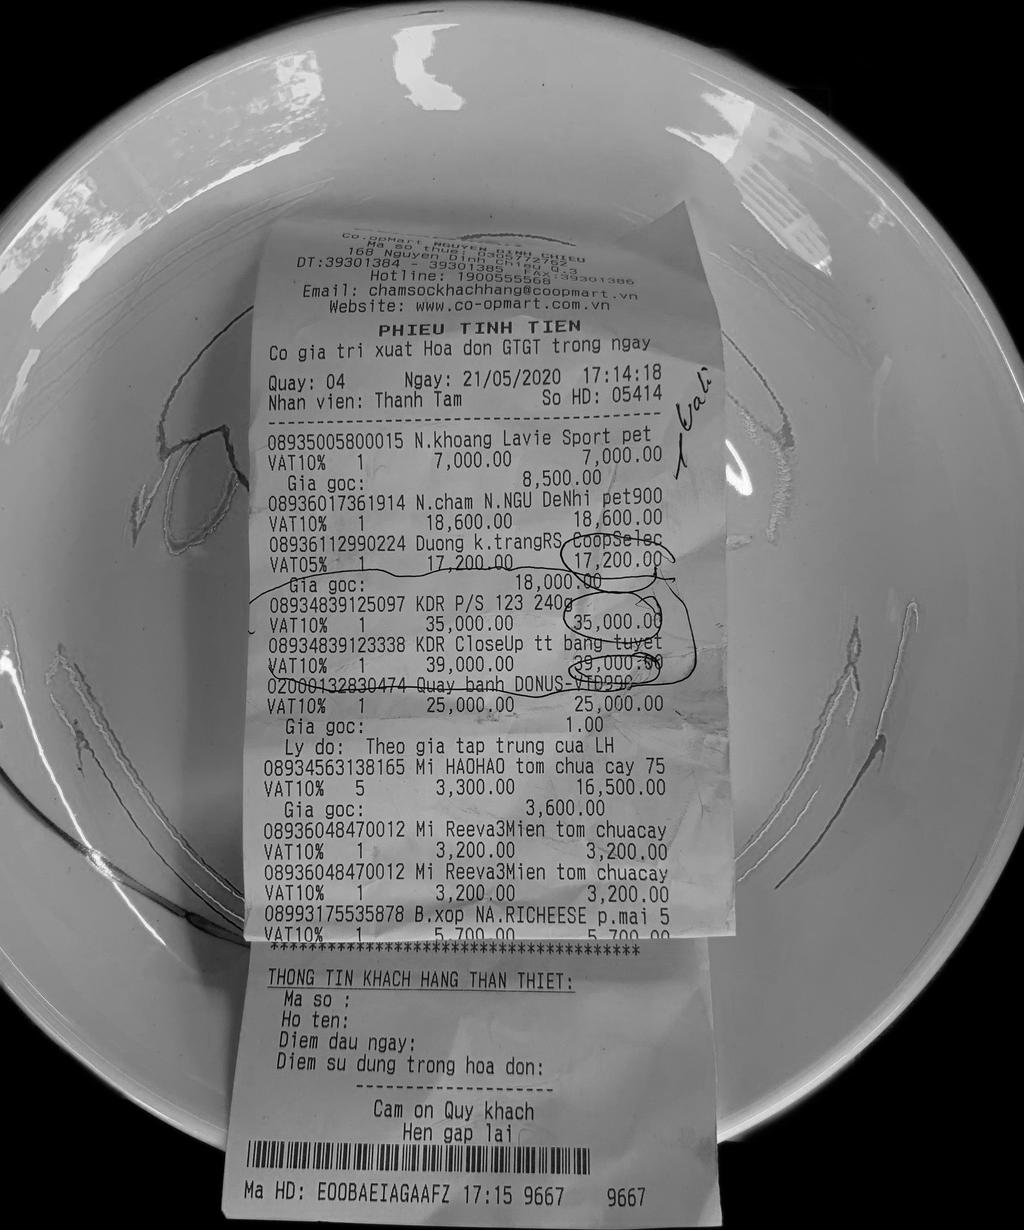 Co.opMart NGUYEN DINH CHIEU
Ma so thue: 0305772762
168 Nguyen Dinh Chieu Q.3
DT:39301384 - 39301385 FAX:39301386
Hotline: 1900555568
Email: chamsockhachhang@coopmart.vn
Website: www.co-opmart.com.vn
PHIEU TINH TIEN
Co gia tri xuat Hoa don GTGT trong ngay
Quay: 04 Ngay: 21/05/2020 17:14:18
Nhan vien: Thanh Tam So HD: 05414
08935005800015 N.khoang Lavie Sport pet
VAT10% 1 7,000.00 7,000.00
Gia goc: 8,500.00
08936017361914 N.cham N.NGU DeNhi pet900
VAT10% 1 18,600.00 18,600.00
08936112990224 Duong k.trangRS CoopSelec
VAT05% 1 17,200.00 17,200.00
Gia goc: 18,000.00
08934839125097 KDR P/S 123 240g
VAT10% 1 35,000.00 35,000.00
08934839123338 KDR CloseUp tt bang tuyet
VAT10% 1 39,000.00 39,000.00
02000132830474 Quay banh DONUS-VTD990
VAT10% 1 25,000.00 25,000.00
Gia goc: 1.00
Ly do: Theo gia tap trung cua LH
08934563138165 Mi HAOHAO tom chua cay 75
VAT10% 5 3,300.00 16,500.00
Gia goc: 3,600.00
08936048470012 Mi Reeva3Mien tom chuacay
VAT10% 1 3,200.00 3,200.00
08936048470012 Mi Reeva3Mien tom chuacay
VAT10% 1 3,200.00 3,200.00
08993175535878 B.xop NA.RICHEESE p.mai 5
VAT10% 1 5,700.00 5,700.00
****************************************
THONG TIN KHACH HANG THAN THIET:
Ma so :
Ho ten:
Diem dau ngay:
Diem su dung trong hoa don:
Cam on Quy khach
Hen gap lai
Ma HD: EOOBAEIAGAAFZ 17:15 9667 9667